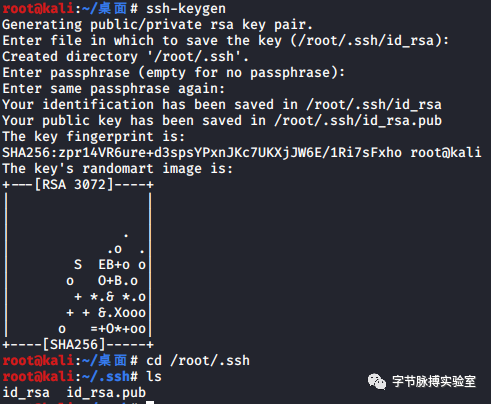 root@kali:~/桌面# ssh-keygen
Generating public/private rsa key pair.
Enter file in which to save the key (/root/.ssh/id_rsa):
Created directory '/root/.ssh'.
Enter passphrase (empty for no passphrase):
Enter same passphrase again:
Your identification has been saved in /root/.ssh/id_rsa
Your public key has been saved in /root/.ssh/id_rsa.pub
The key fingerprint is:
SHA256:zpr14VR6ure+d3spsYPxnJKc7UKXjJW6E/1Ri7sFxho root@kali
The key's randomart image is:
+---[RSA 3072]----+
|                 |
|                 |
|              .  |
|            .o  .|
|        S  EB+o o|
|       o   O+B.o |
|        + *.& *.o|
|       + + &.Xooo|
|      o   =+O*+oo|
+----[SHA256]-----+
root@kali:~/桌面# cd /root/.ssh
root@kali:~/.ssh# ls
id_rsa  id_rsa.pub
字节脉搏实验室